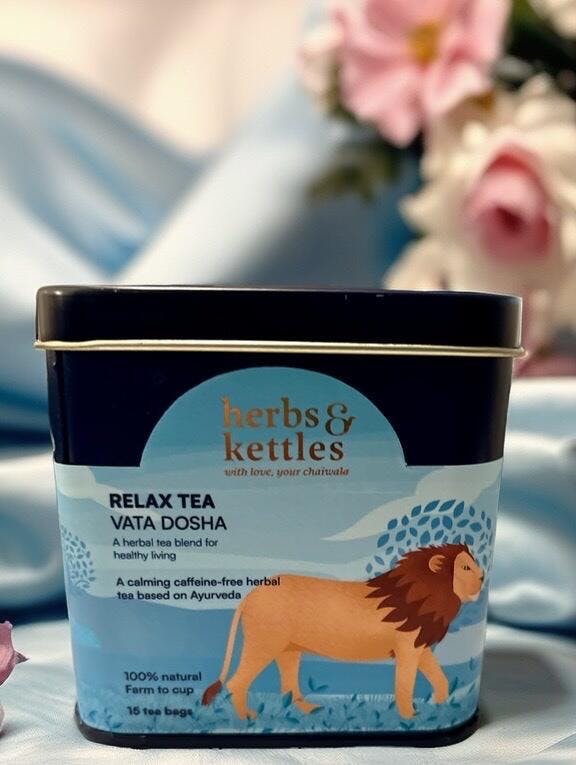 herbs &
kettles
with love, your chaiwala
RELAX TEA
VATA DOSHA
A herbal tea blend for
healthy living
A calming caffeine-free herbal
tea based on Ayurveda
100% natural
Farm to cup
15 tea bags